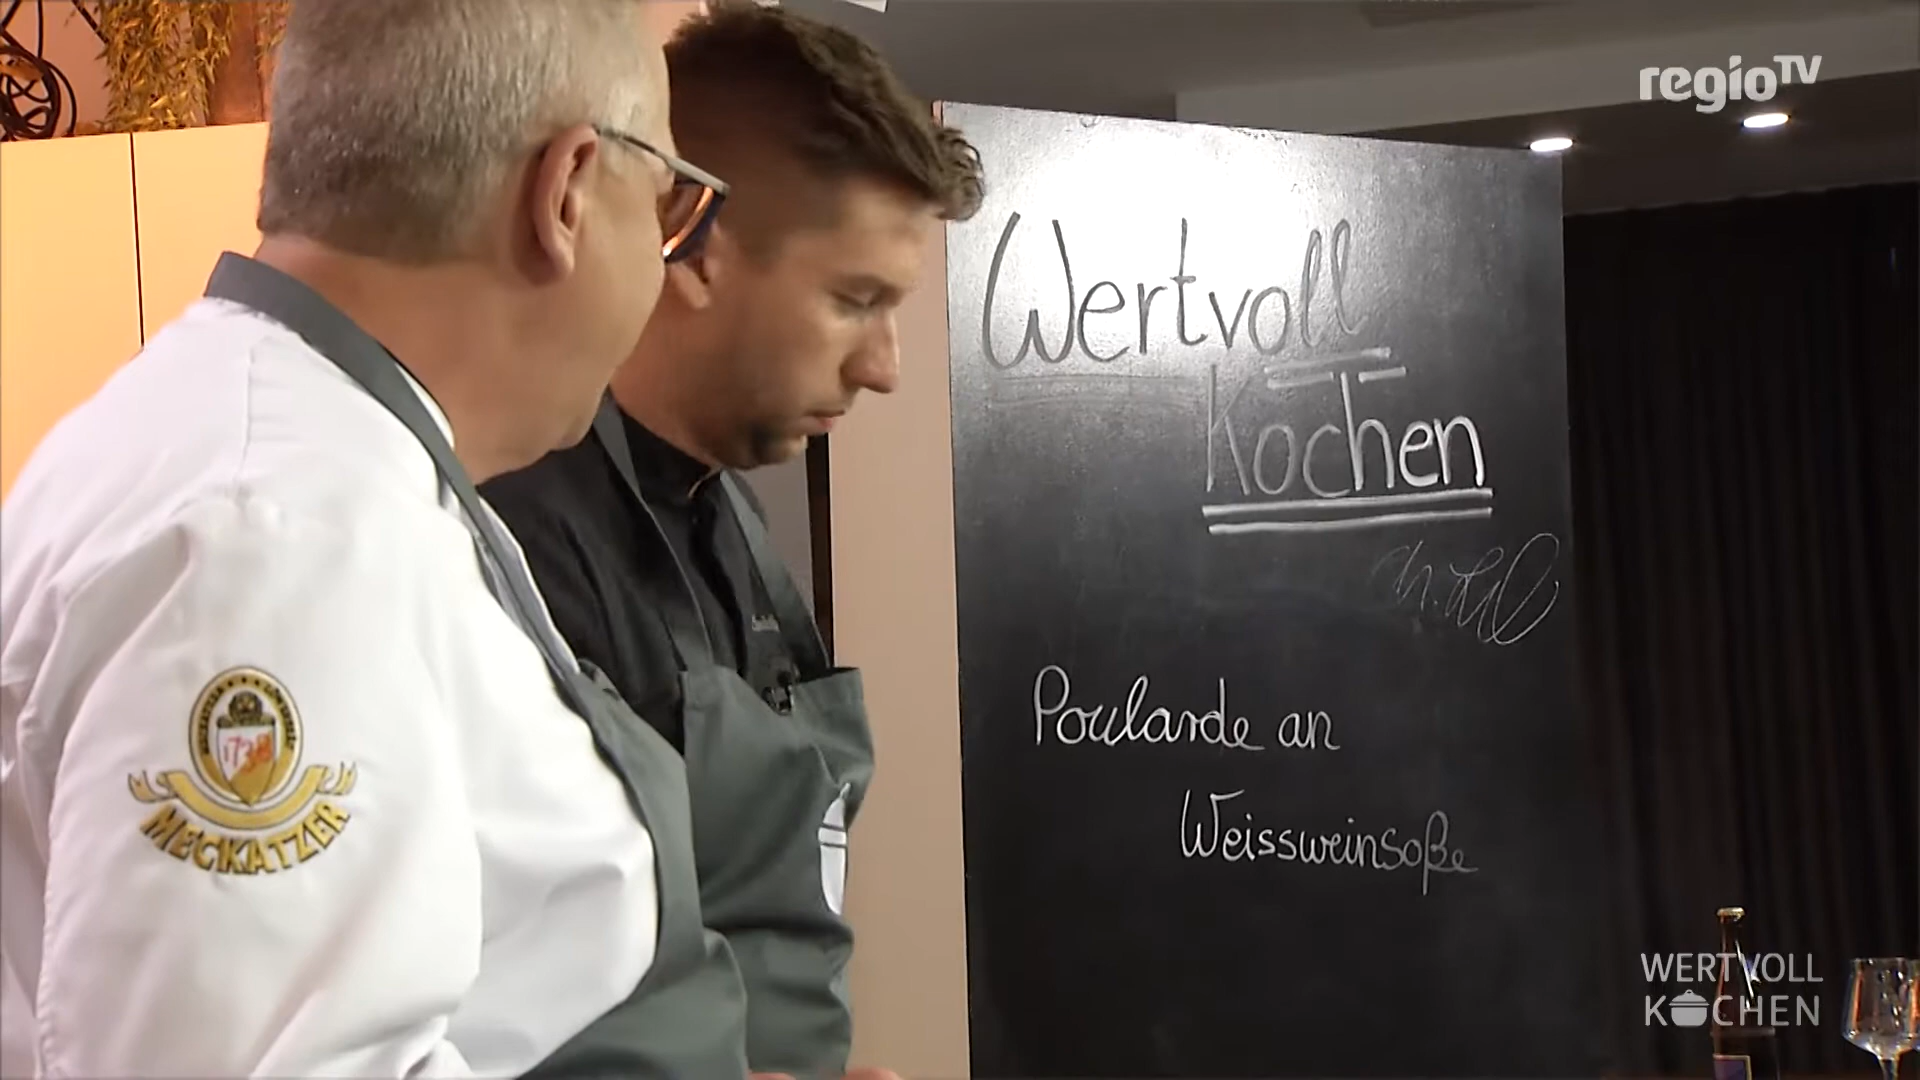 regioTV
Wertvoll
Kochen
Poularde an
Weissweinsoße
1738
MECKATZER
WERTVOLL
KOCHEN